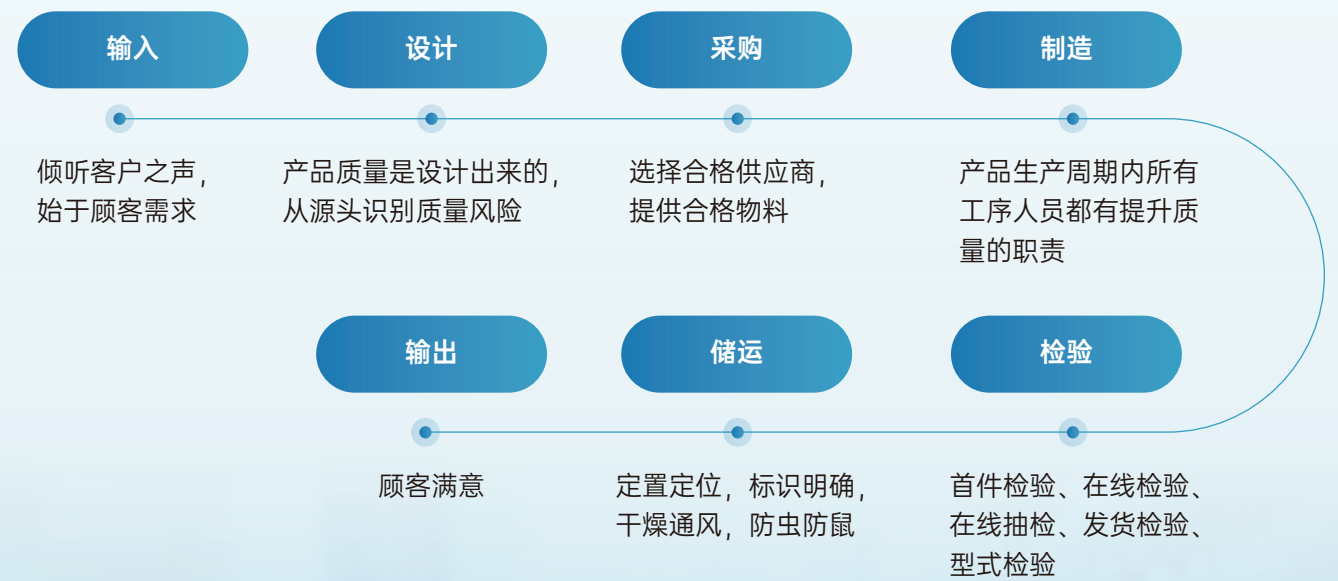 输入
设计
采购
制造
倾听客户之声,
始于顾客需求
产品质量是设计出来的,
从源头识别质量风险
选择合格供应商,
提供合格物料
产品生产周期内所有
工序人员都有提升质
量的职责
检验
储运
输出
首件检验、在线检验、
在线抽检、发货检验、
型式检验
定置定位，标识明确,
干燥通风，防虫防鼠
顾客满意